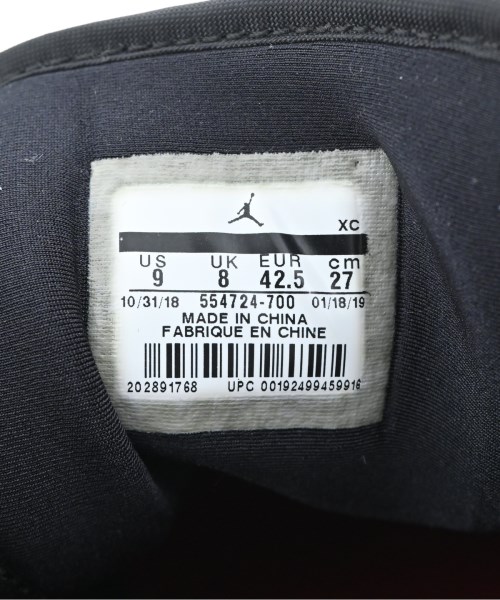 XC
US UK EUR cm
9 8 42.5 27
10/31/18 554724-700 01/18/19
MADE IN CHINA
FABRIQUE EN CHINE
202891768 UPC 00192499459916